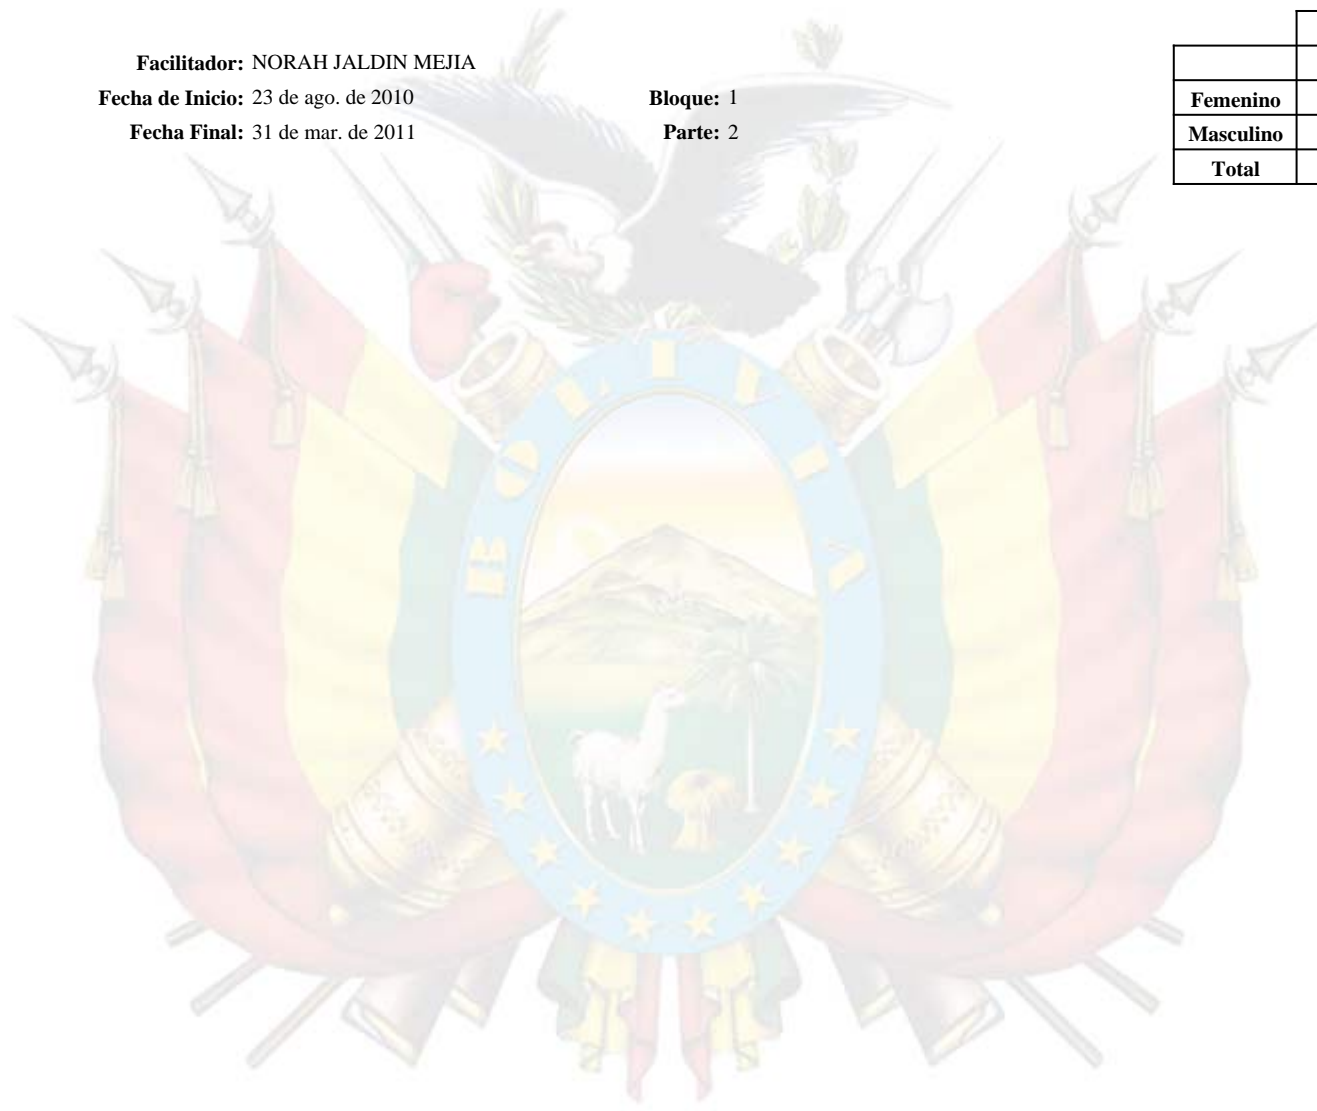 Facilitador: NORAH JALDIN MEJIA
Fecha de Inicio: 23 de ago. de 2010 Bloque: 1
Fecha Final: 31 de mar. de 2011 Parte: 2
Femenino
Masculino
Total
BOLIVIA